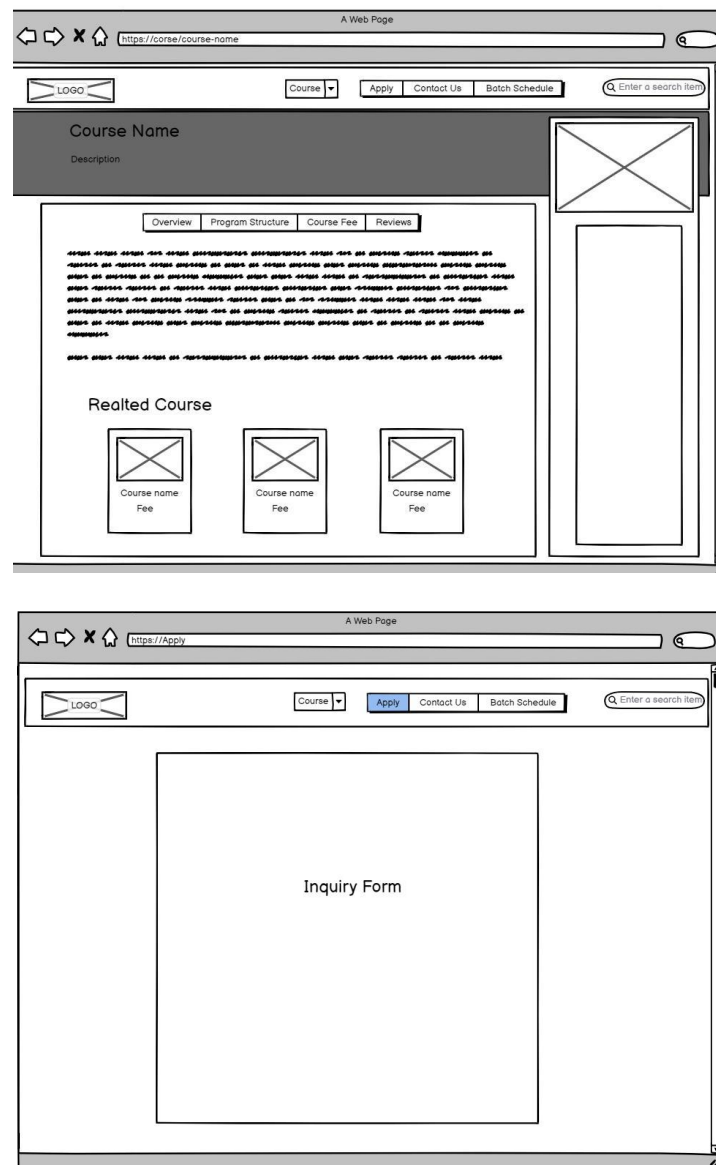 A Web Page
https://corse/course-name
LOGO
Course
Apply Contact Us Batch Schedule
Enter a search item
Course Name
Description
Overview Program Structure Course Fee Reviews
Realted Course
Course name Course name Course name
Fee Fee Fee
A Web Page
https://Apply
LOGO
Course
Apply Contact Us Batch Schedule
Enter a search item
Inquiry Form